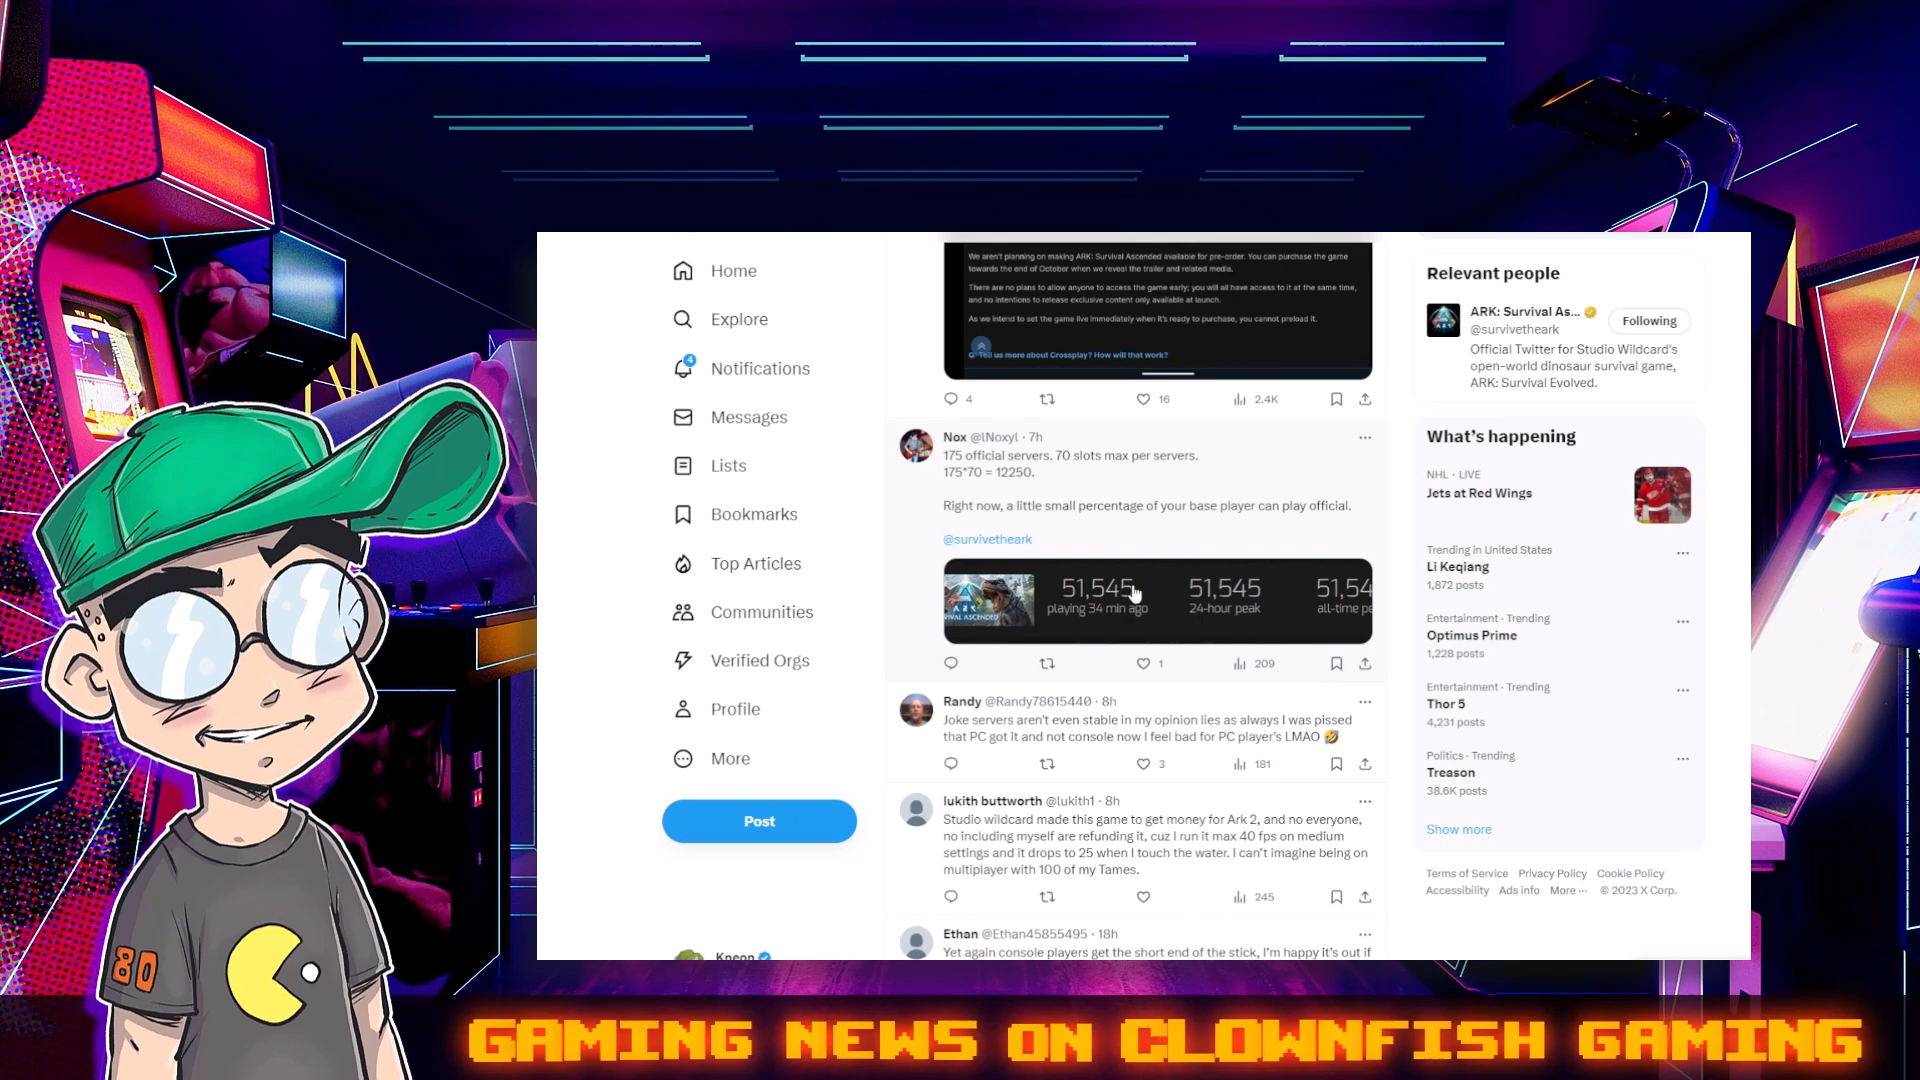 Home
Explore
4
Notifications
Messages
Lists
Bookmarks
Top Articles
Communities
Verified Orgs
Profile
More
Post
Kneon
We aren't planning on making ARK: Survival Ascended available for pre-order. You can purchase the game
towards the end of October when we reveal the trailer and related media.
There are no plans to allow anyone to access the game early; you will all have access to it at the same time,
and no intentions to release exclusive content only available at launch.
As we intend to set the game live immediately when it's ready to purchase, you cannot preload it.
Q: Tell us more about Crossplay? How will that work?
4 16 2.4K
Nox @lNoxyl · 7h
175 official servers. 70 slots max per servers.
175*70 = 12250.
Right now, a little small percentage of your base player can play official.
@survivetheark
ARK
VIVAL ASCENDED
51,545 51,545 51,54
playing 34 min ago 24-hour peak all-time pe
1 209
Randy @Randy78615440 · 8h
Joke servers aren't even stable in my opinion lies as always I was pissed
that PC got it and not console now I feel bad for PC player's LMAO 🤣
3 181
lukith buttworth @lukith1 · 8h
Studio wildcard made this game to get money for Ark 2, and no everyone,
no including myself are refunding it, cuz I run it max 40 fps on medium
settings and it drops to 25 when I touch the water. I can't imagine being on
multiplayer with 100 of my Tames.
245
Ethan @Ethan45855495 · 18h
Yet again console players get the short end of the stick, I'm happy it's out if
Relevant people
ARK: Survival As...
@survivetheark
Following
Official Twitter for Studio Wildcard's
open-world dinosaur survival game,
ARK: Survival Evolved.
What's happening
NHL · LIVE
Jets at Red Wings
Trending in United States
Li Keqiang
1,872 posts
Entertainment · Trending
Optimus Prime
1,228 posts
Entertainment · Trending
Thor 5
4,231 posts
Politics · Trending
Treason
38.6K posts
Show more
Terms of Service Privacy Policy Cookie Policy
Accessibility Ads info More ··· © 2023 X Corp.
80
GAMING NEWS ON CLOWNFISH GAMING